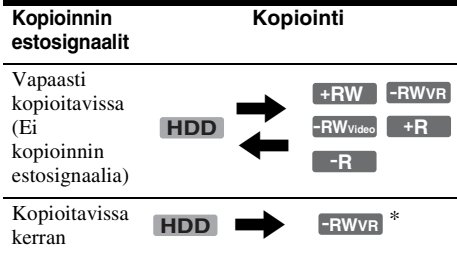 Kopioinnin
estosignaalit
Kopiointi
Vapaasti
kopioitavissa
(Ei
kopioinnin
estosignaalia)
HDD
+RW -RWVR
-RWVideo +R
-R
Kopioitavissa
kerran
HDD
-RWVR *